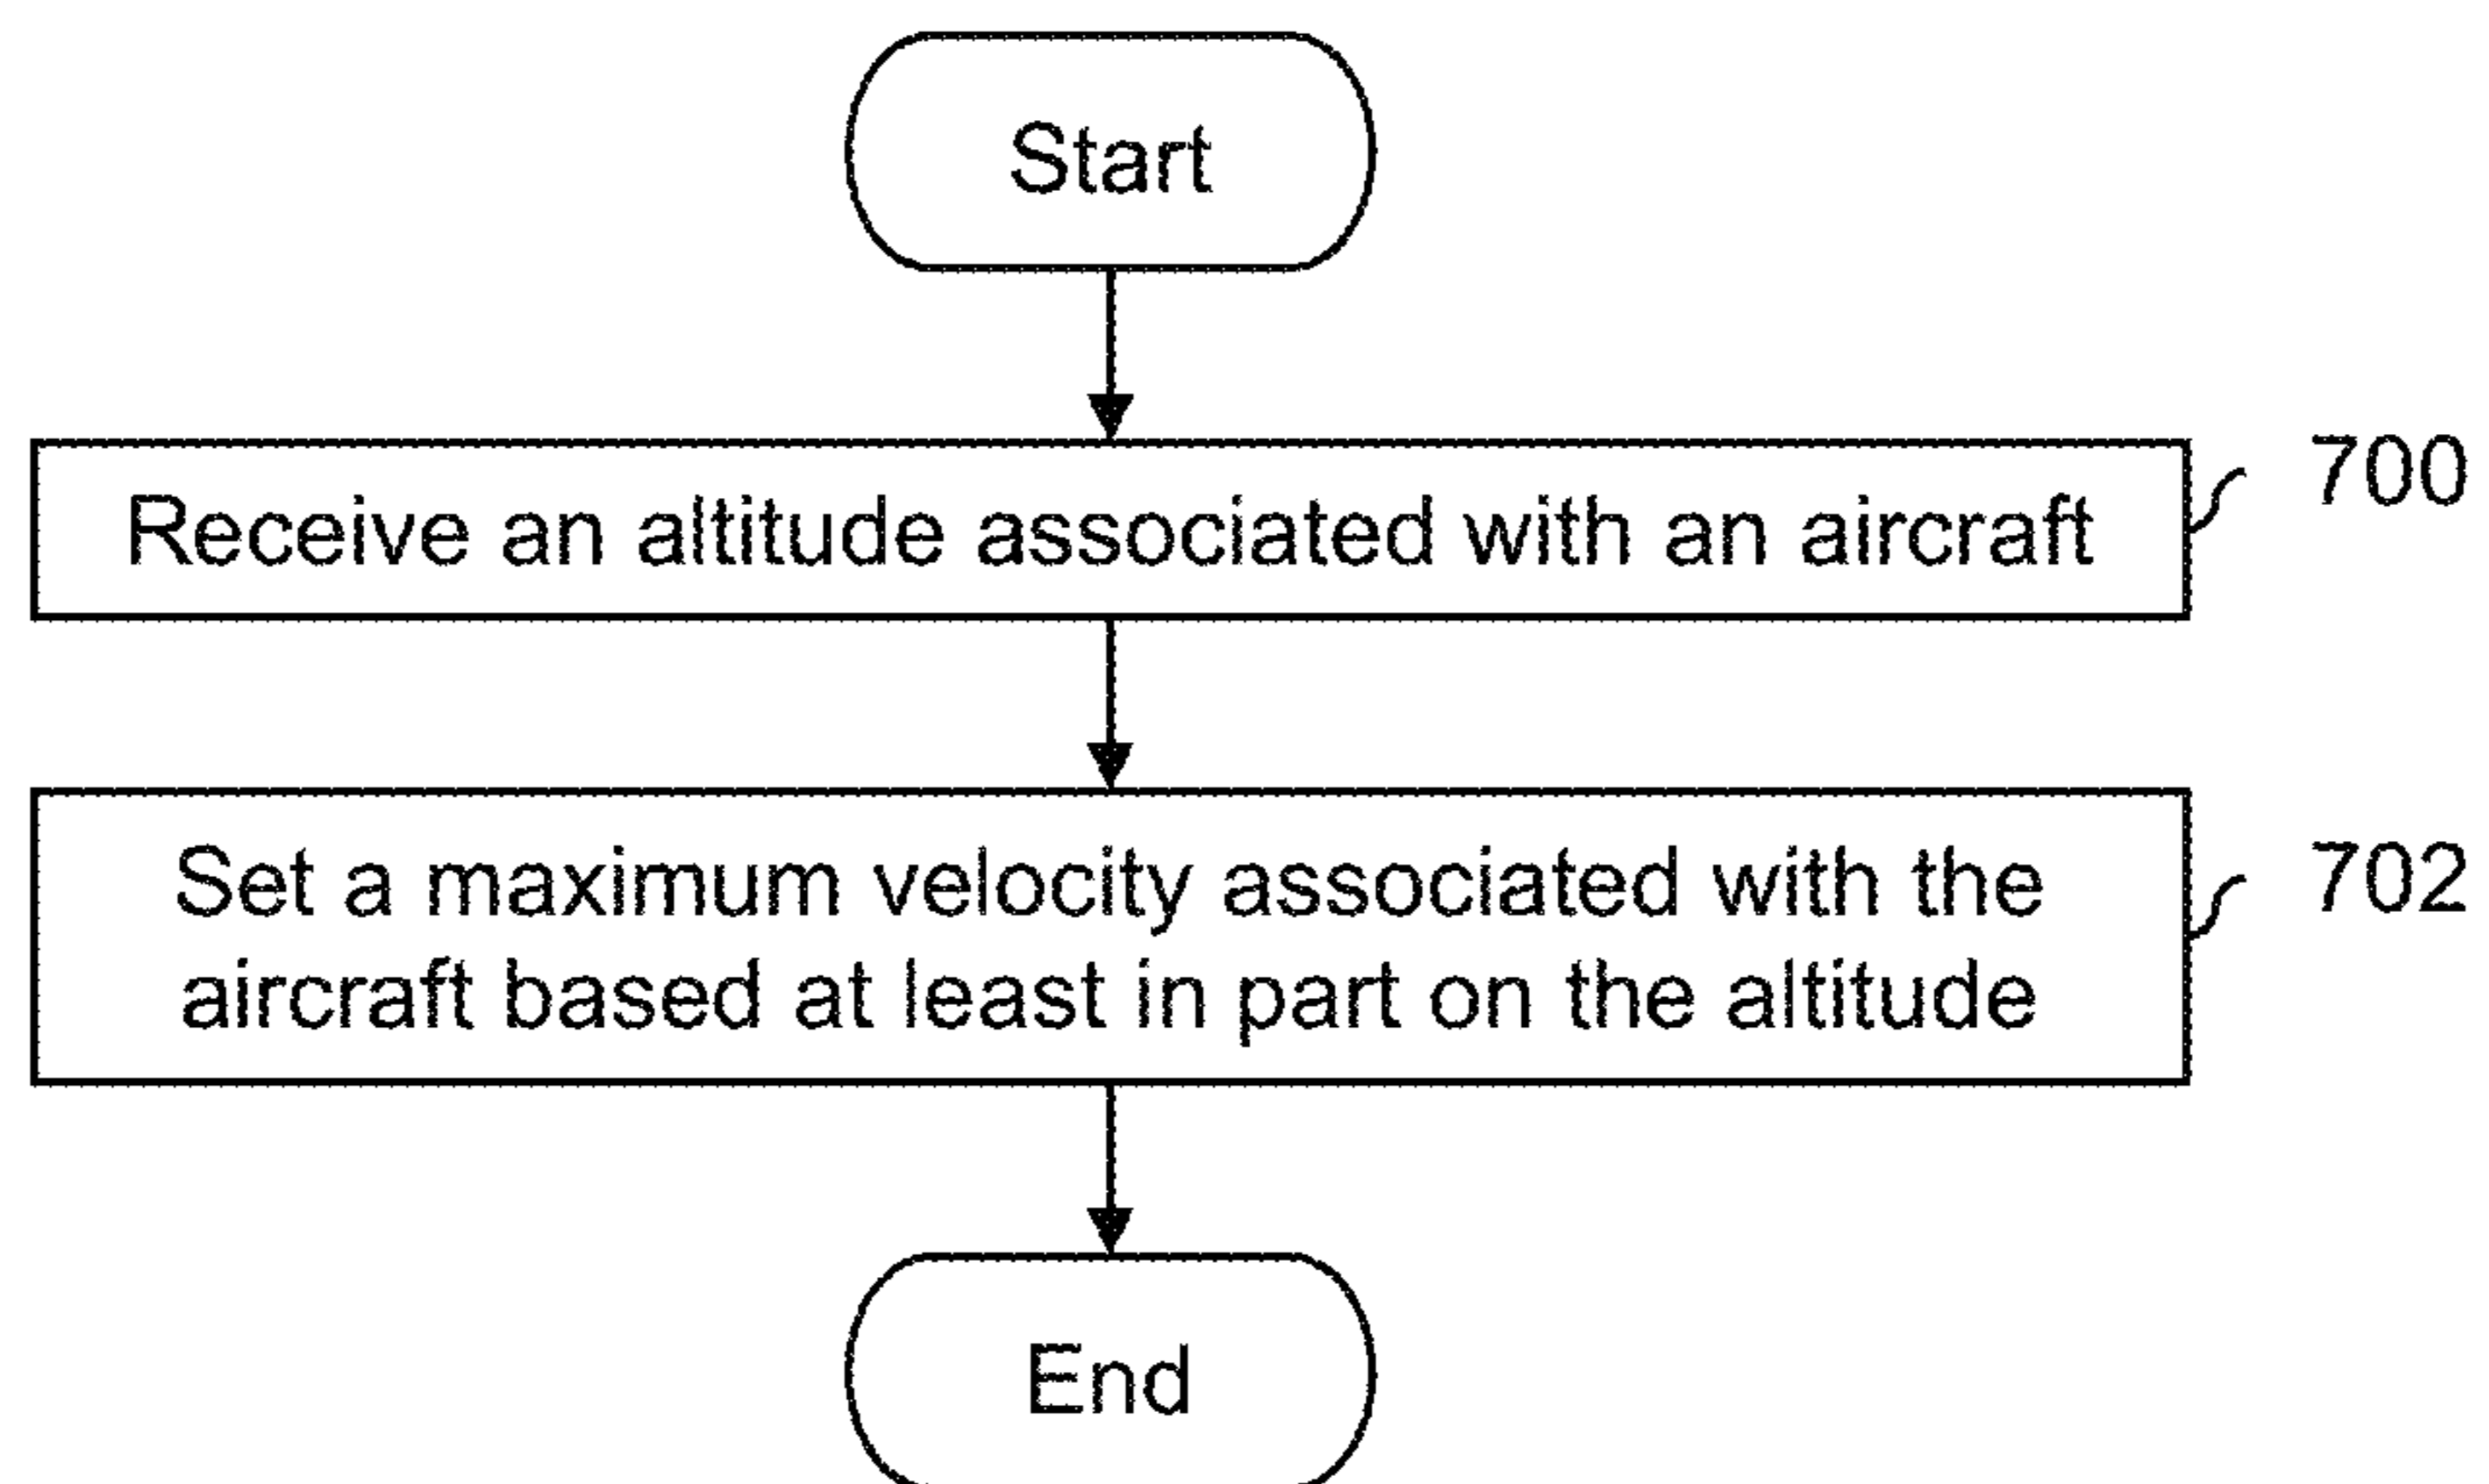 Start
Receive an altitude associated with an aircraft
700
Set a maximum velocity associated with the
aircraft based at least in part on the altitude
702
End